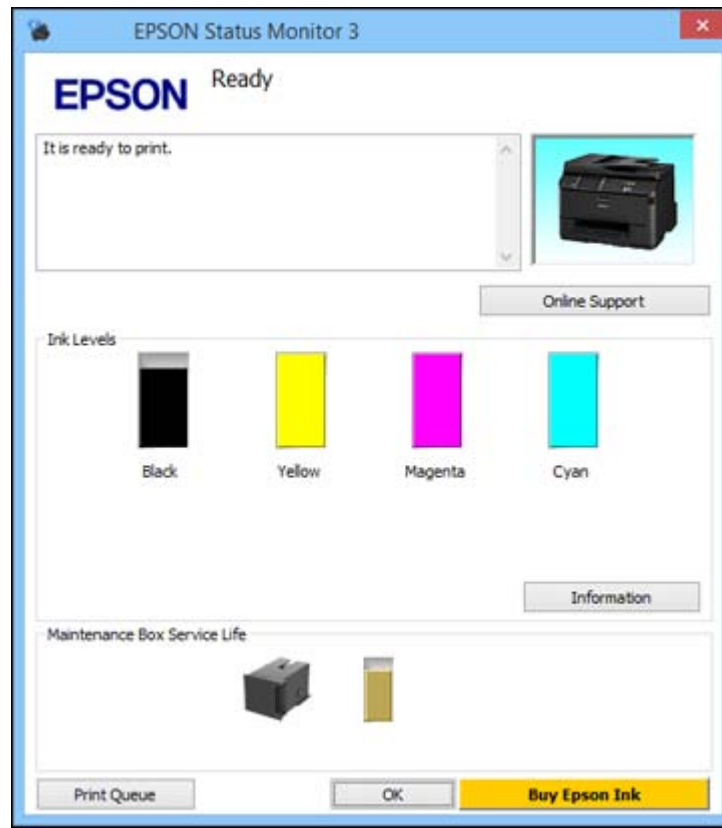 EPSON Status Monitor 3
EPSON
Ready
It is ready to print.
Online Support
Ink Levels
Black Yellow Magenta Cyan
Information
Maintenance Box Service Life
Print Queue OK Buy Epson Ink